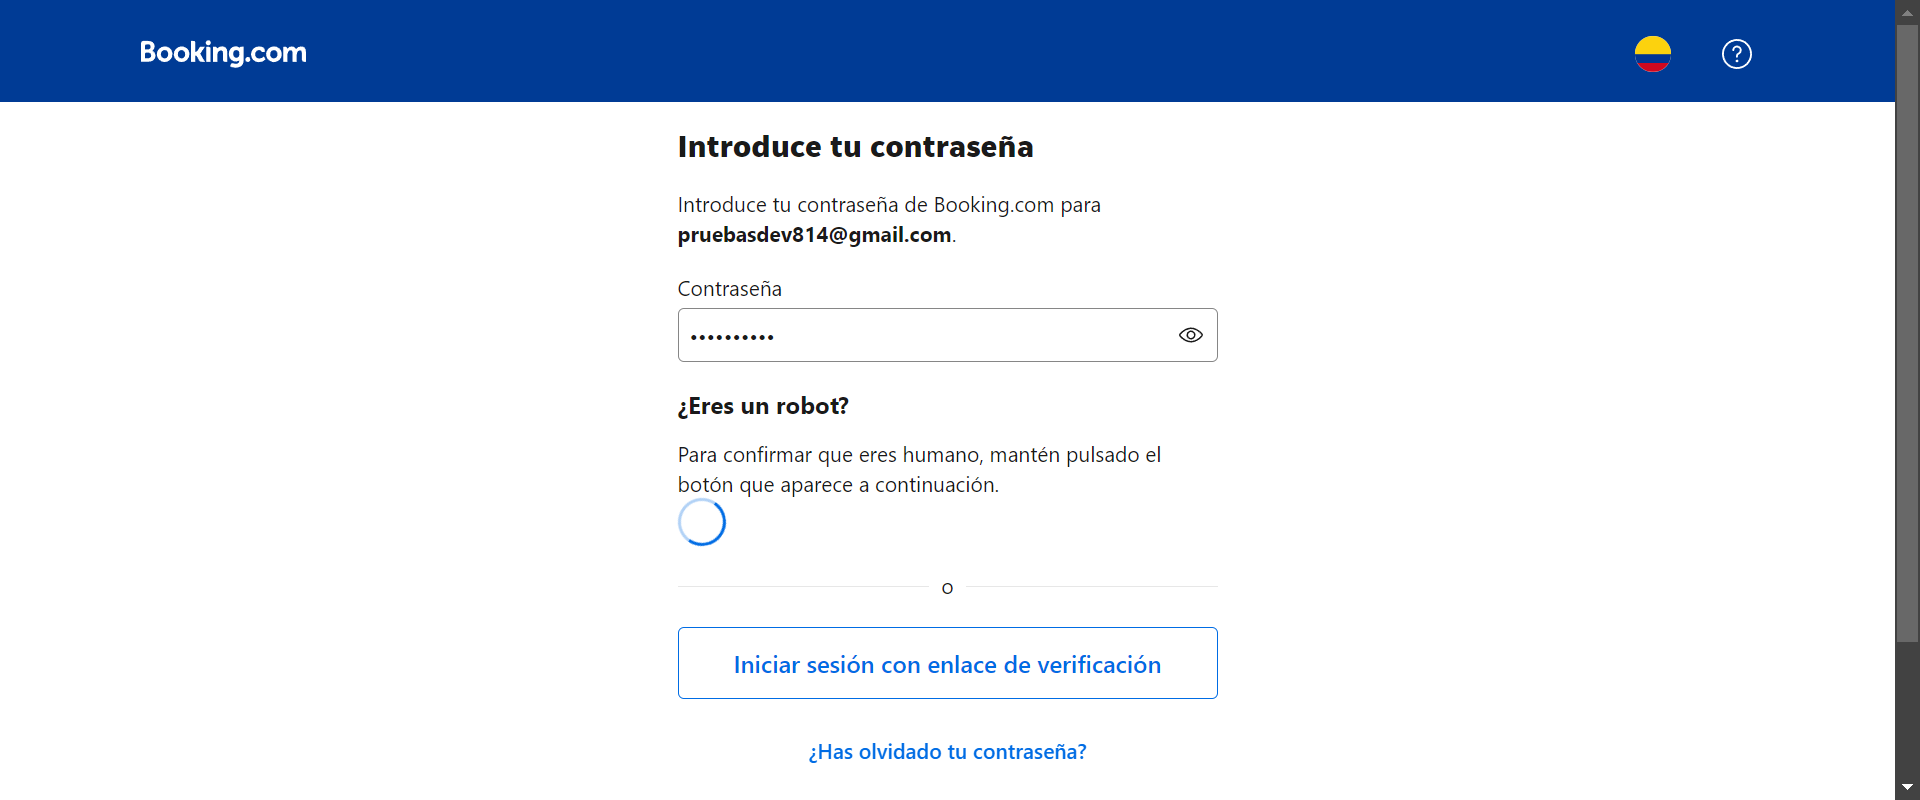 Booking.com
Introduce tu contraseña
Introduce tu contraseña de Booking.com para
pruebasdev814@gmail.com.
Contraseña
••••••••••
¿Eres un robot?
Para confirmar que eres humano, mantén pulsado el
botón que aparece a continuación.
o
Iniciar sesión con enlace de verificación
¿Has olvidado tu contraseña?